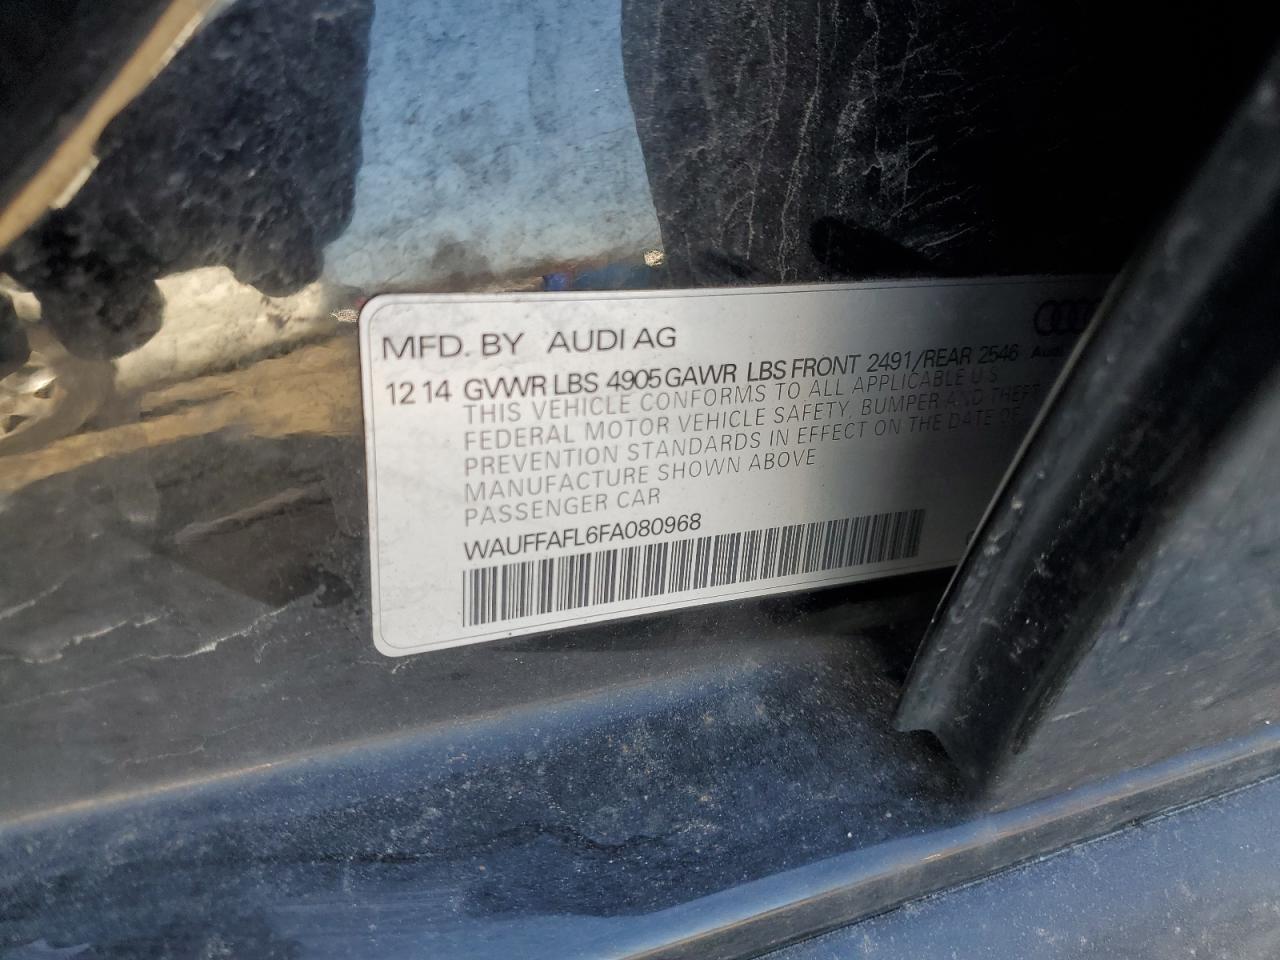 MFD. BY AUDI AG
12 14 GVWR LBS 4905 GAWR LBS FRONT 2491/REAR 2546
Audi
THIS VEHICLE CONFORMS TO ALL APPLICABLE U S
FEDERAL MOTOR VEHICLE SAFETY, BUMPER AND THEFT
PREVENTION STANDARDS IN EFFECT ON THE DATE OF
MANUFACTURE SHOWN ABOVE
PASSENGER CAR
WAUFFAFL6FA080968